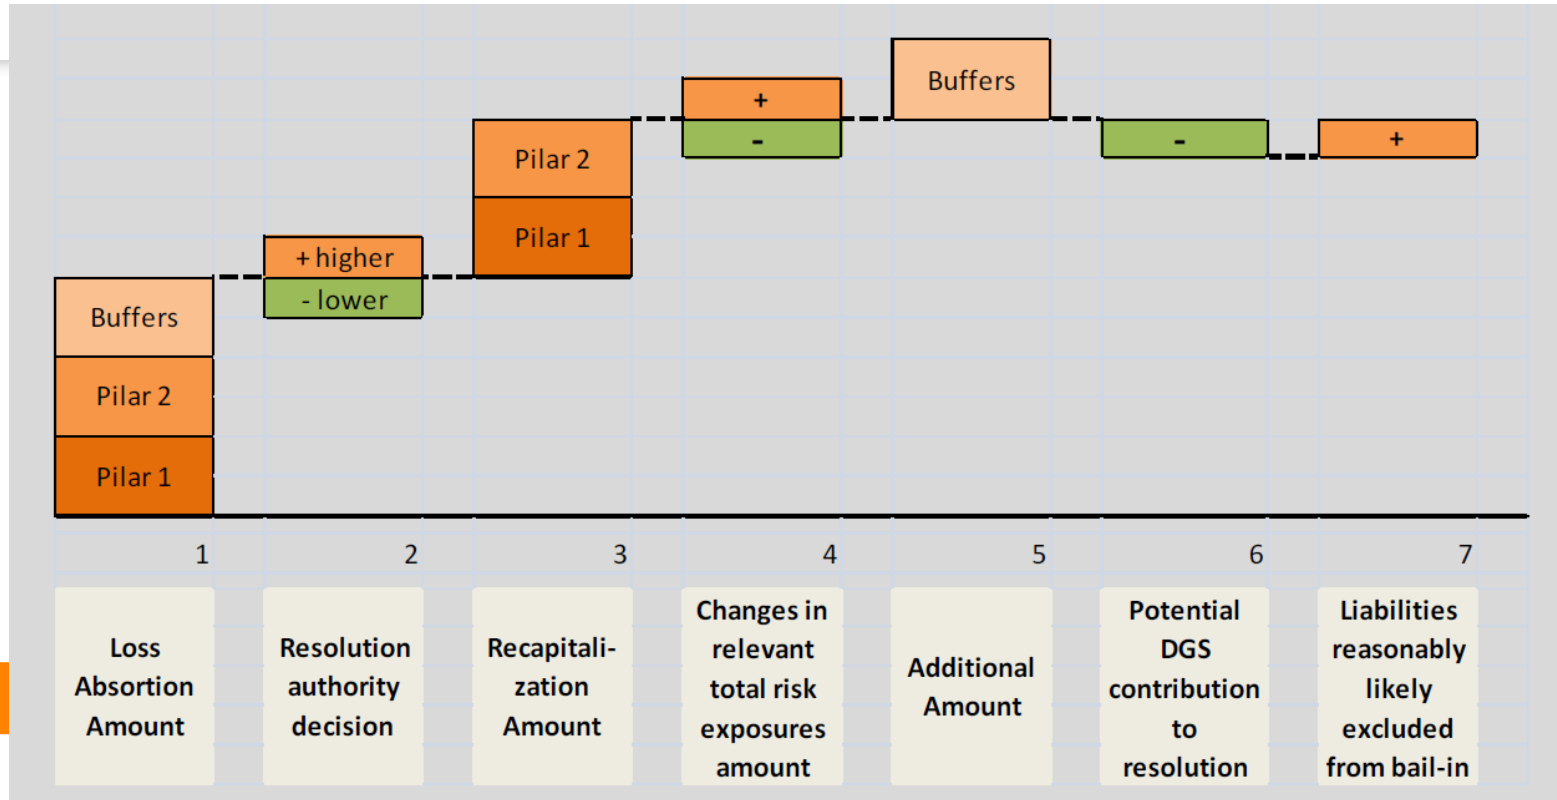 Buffers
+
-
Pilar 2
-
+
Pilar 1
+ higher
- lower
Buffers
Pilar 2
Pilar 1
1
2
3
4
5
6
7
Loss
Absortion
Amount
Resolution
authority
decision
Recapitali-
zation
Amount
Changes in
relevant
total risk
exposures
amount
Additional
Amount
Potential
DGS
contribution
to
resolution
Liabilities
reasonably
likely
excluded
from bail-in